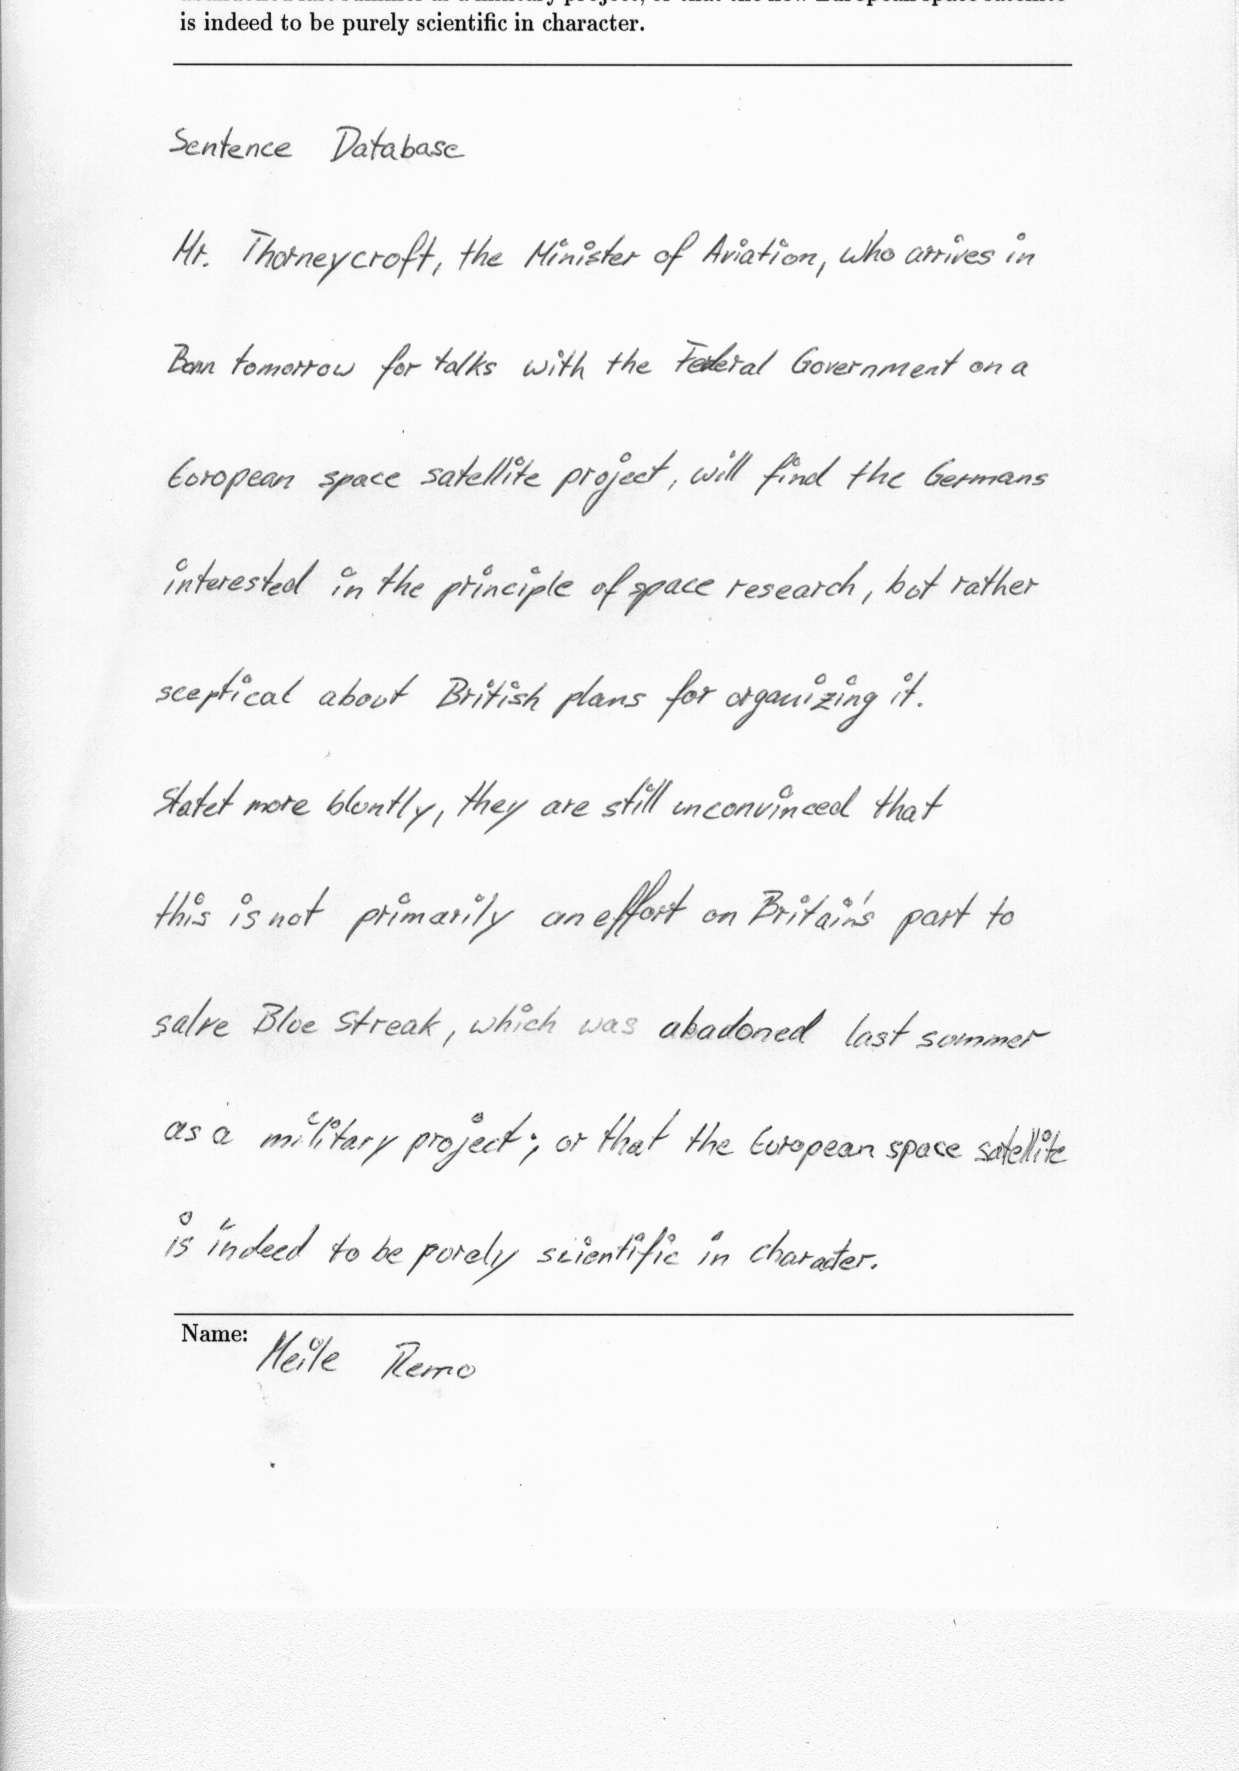 is indeed to be purely scientific in character.
Sentence Database
Mr. Thorneycroft, the Minister of Aviation, who arrives in
Bonn tomorrow for talks with the Federal Government on a
European space satellite project, will find the Germans
interested in the principle of space research, but rather
sceptical about British plans for organizing it.
Statet more bluntly, they are still unconvinced that
this is not primarily an effort on Britain's part to
salve Blue Streak, which was abadoned last summer
as a military project; or that the European space satellite
is indeed to be purely scientific in character.
Name: Meile Remo